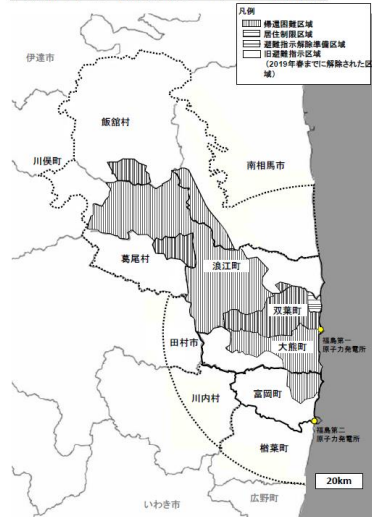 凡例
帰還困難区域
居住制限区域
避難指示解除準備区域
旧避難指示区域
(2019年春までに解除された区
域)
伊達市
飯舘村
川俣町
南相馬市
葛尾村
浪江町
双葉町
大熊町
福島第一
原子力発電所
田村市
川内村
富岡町
福島第二
原子力発電所
楢葉町
20km
広野町
いわき市